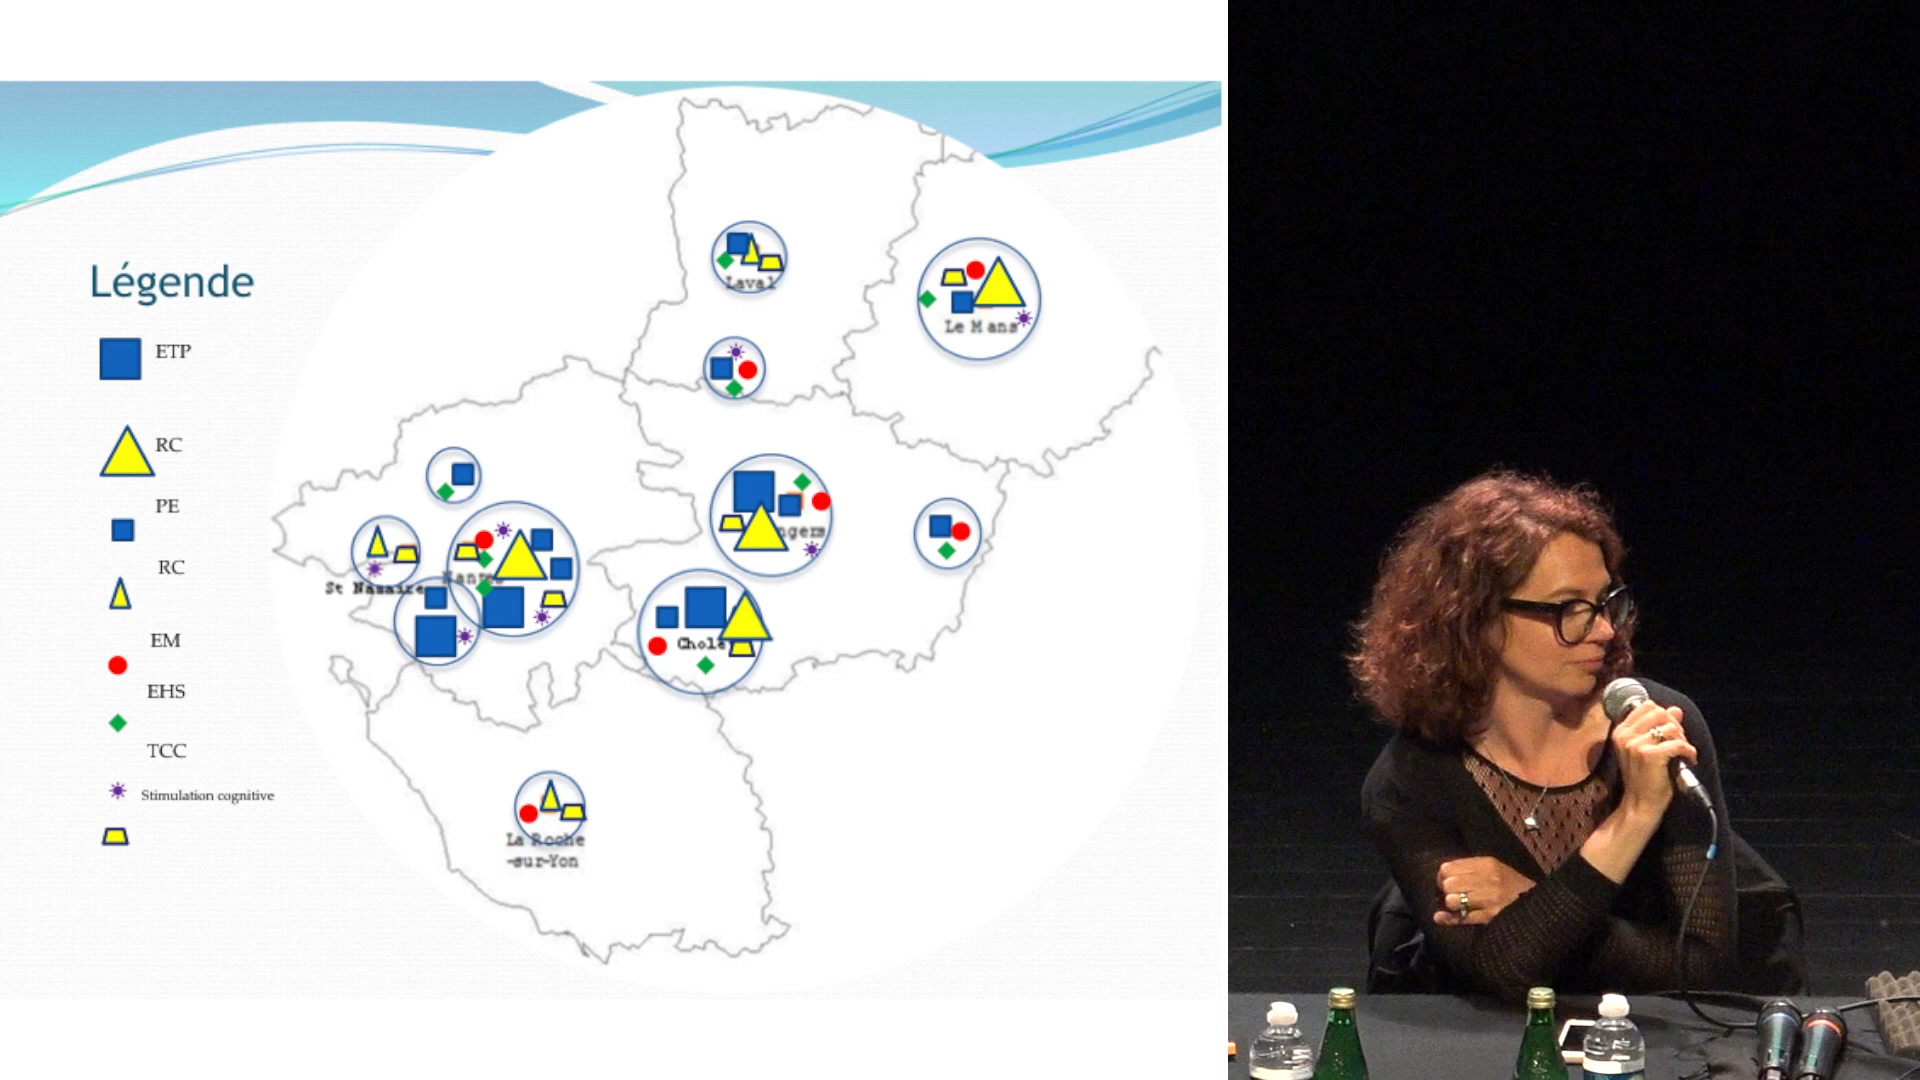 Légende
ETP
RC
PE
RC
EM
EHS
TCC
Stimulation cognitive
Laval
Le Mans
Nantes
St Nazaire
Cholet
La Roche
-sur-Yon